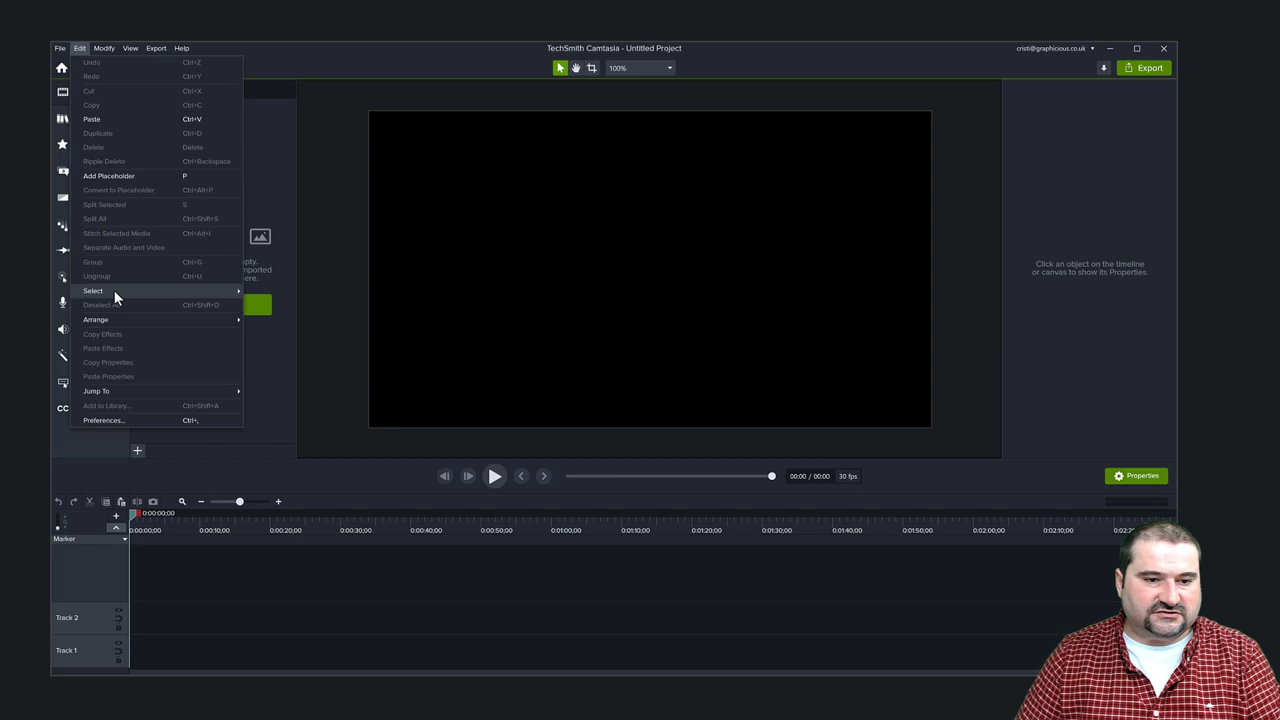 File Edit Modify View Export Help
TechSmith Camtasia - Untitled Project
cristi@graphicious.co.uk
100%
Export
Undo Ctrl+Z
Redo Ctrl+Y
Cut Ctrl+X
Copy Ctrl+C
Paste Ctrl+V
Duplicate Ctrl+D
Delete Delete
Ripple Delete Ctrl+Backspace
Add Placeholder P
Convert to Placeholder Ctrl+Alt+P
Split Selected S
Split All Ctrl+Shift+S
Stitch Selected Media Ctrl+Alt+I
Separate Audio and Video
Group Ctrl+G
Ungroup Ctrl+U
Select
Deselect Ctrl+Shift+D
Arrange
Copy Effects
Paste Effects
Copy Properties
Paste Properties
Jump To
Add to Library... Ctrl+Shift+A
Preferences... Ctrl+,
CC
Click an object on the timeline
or canvas to show its Properties.
00:00 / 00:00 30 fps
Properties
0:00:00;00
0:00:00;00 0:00:10;00 0:00:20;00 0:00:30;00 0:00:40;00 0:00:50;00 0:01:00;00 0:01:10;00 0:01:20;00 0:01:30;00 0:01:40;00 0:01:50;00 0:02:00;00 0:02:10;00
Marker
Track 2
Track 1